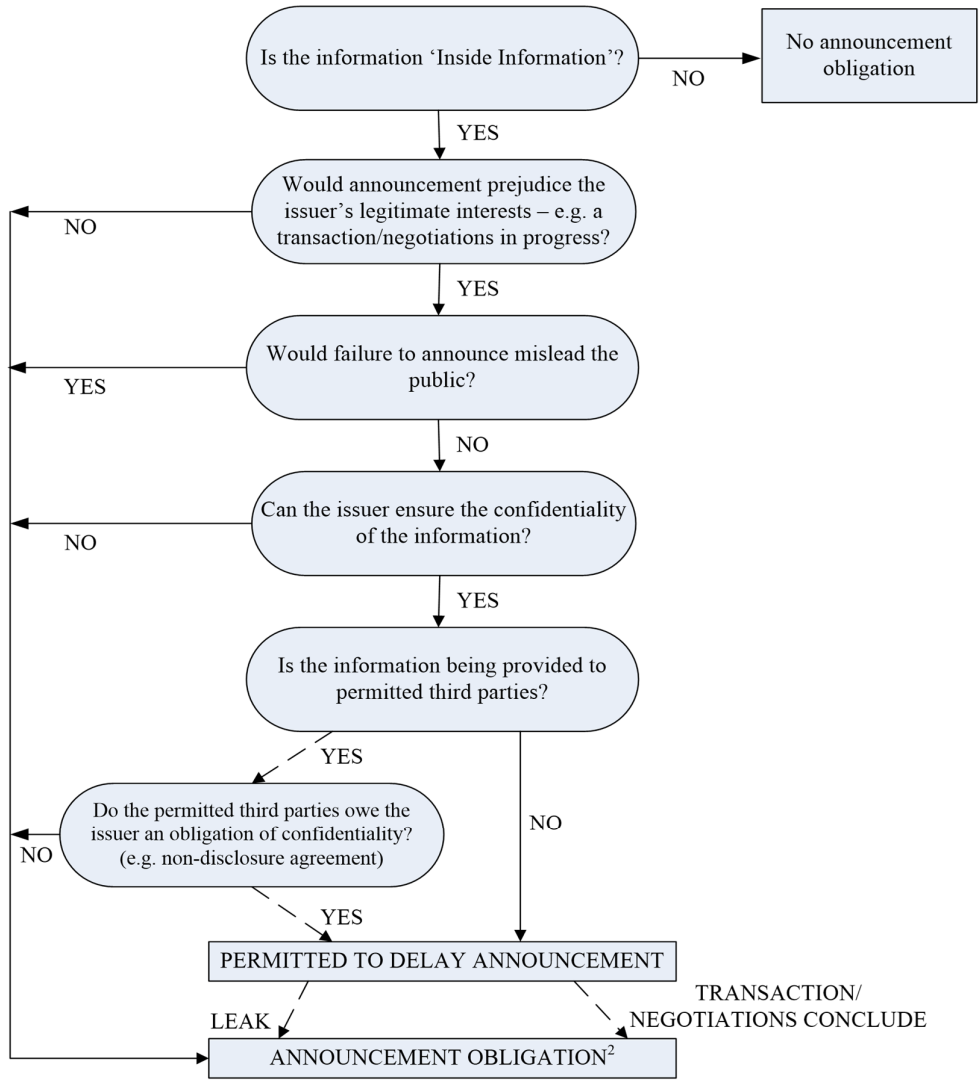 Is the information ‘Inside Information’?
NO
No announcement
obligation
YES
Would announcement prejudice the
issuer’s legitimate interests – e.g. a
transaction/negotiations in progress?
NO
YES
Would failure to announce mislead the
public?
YES
NO
Can the issuer ensure the confidentiality
of the information?
NO
YES
Is the information being provided to
permitted third parties?
YES
NO
Do the permitted third parties owe the
issuer an obligation of confidentiality?
(e.g. non-disclosure agreement)
NO
YES
PERMITTED TO DELAY ANNOUNCEMENT
LEAK
TRANSACTION/
NEGOTIATIONS CONCLUDE
ANNOUNCEMENT OBLIGATION²